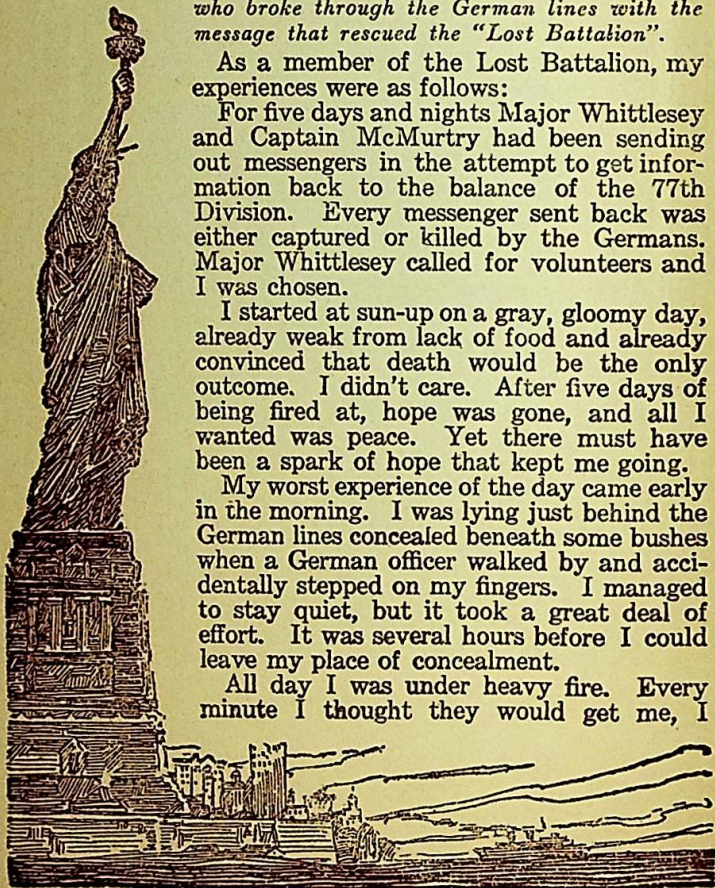 who broke through the German lines with the
message that rescued the "Lost Battalion".
As a member of the Lost Battalion, my
experiences were as follows:
For five days and nights Major Whittlesey
and Captain McMurtry had been sending
out messengers in the attempt to get infor-
mation back to the balance of the 77th
Division. Every messenger sent back was
either captured or killed by the Germans.
Major Whittlesey called for volunteers and
I was chosen.
I started at sun-up on a gray, gloomy day,
already weak from lack of food and already
convinced that death would be the only
outcome. I didn't care. After five days of
being fired at, hope was gone, and all I
wanted was peace. Yet there must have
been a spark of hope that kept me going.
My worst experience of the day came early
in the morning. I was lying just behind the
German lines concealed beneath some bushes
when a German officer walked by and acci-
dentally stepped on my fingers. I managed
to stay quiet, but it took a great deal of
effort. It was several hours before I could
leave my place of concealment.
All day I was under heavy fire. Every
minute I thought they would get me, I